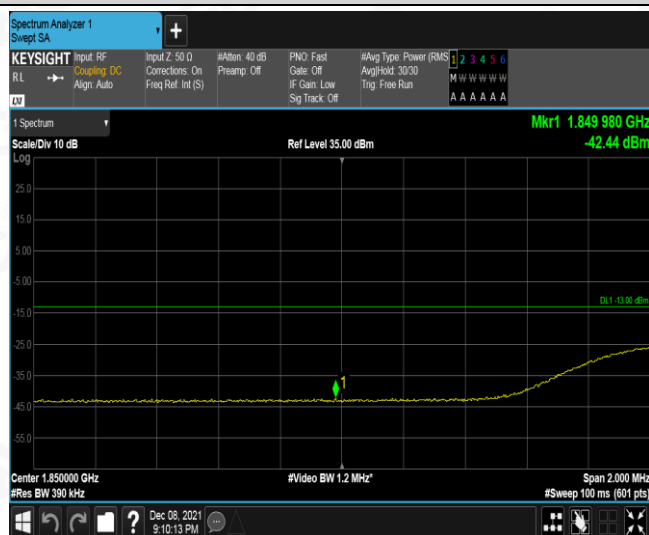 Spectrum Analyzer 1
Swept SA
+
KEYSIGHT Input: RF Input Z: 50 Ω #Atten: 40 dB PNO: Fast #Avg Type: Power (RMS 1 2 3 4 5 6
R L Coupling: DC Corrections: On Preamp: Off Gate: Off Avg|Hold: 30/30 M W W W W W
Align: Auto Freq Ref: Int (S) IF Gain: Low Trig: Free Run
LXI Sig Track: Off A A A A A A
1 Spectrum Mkr1 1.849 980 GHz
Scale/Div 10 dB Ref Level 35.00 dBm -42.44 dBm
Log
25.0
15.0
5.00
-5.00
DL1 -13.00 dBm
-15.0
-25.0
-35.0
1
-45.0
-55.0
Center 1.850000 GHz #Video BW 1.2 MHz* Span 2.000 MHz
#Res BW 390 kHz #Sweep 100 ms (601 pts)
? Dec 08, 2021
9:10:13 PM